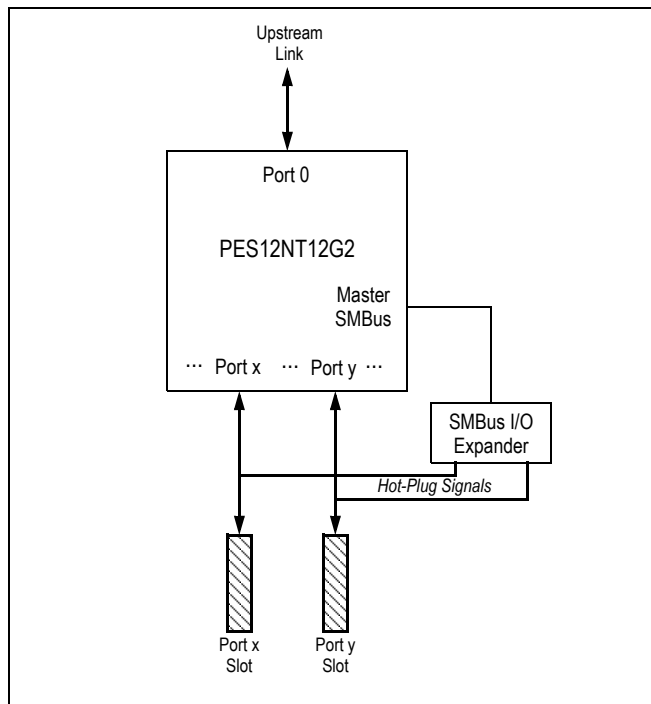 Upstream
Link
Port 0
PES12NT12G2
Master
SMBus
... Port x ... Port y ...
SMBus I/O
Expander
Hot-Plug Signals
Port x
Slot
Port y
Slot